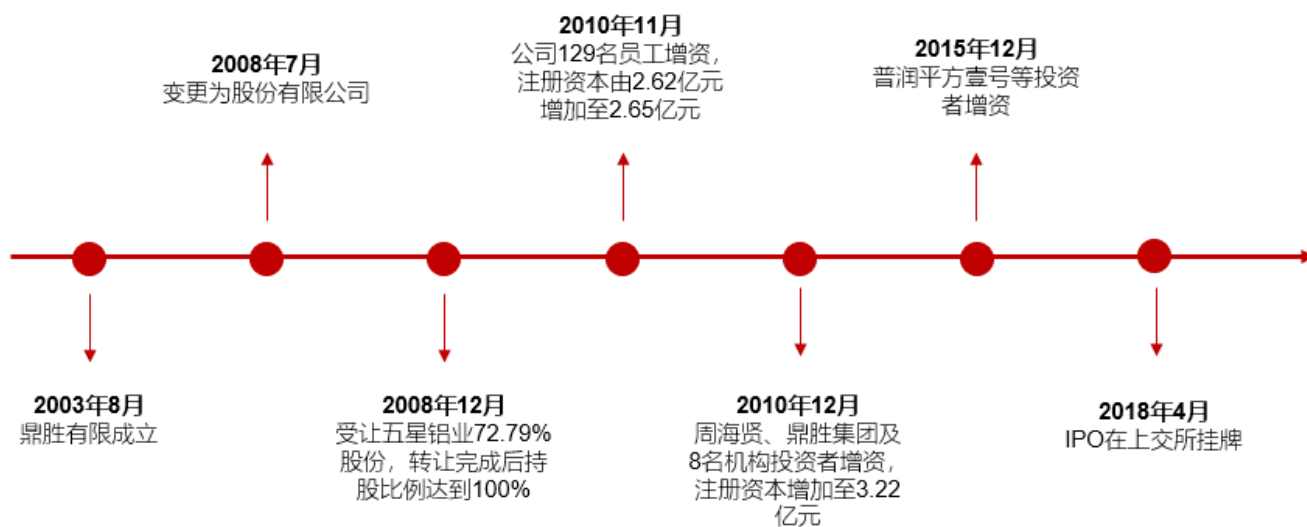 2003年8月
鼎胜有限成立
2008年7月
变更为股份有限公司
2008年12月
受让五星铝业72.79%
股份，转让完成后持
股比例达到100%
2010年11月
公司129名员工增资，
注册资本由2.62亿元
增加至2.65亿元
2010年12月
周海贤、鼎胜集团及
8名机构投资者增资，
注册资本增加至3.22
亿元
2015年12月
普润平方壹号等投资
者增资
2018年4月
IPO在上交所挂牌